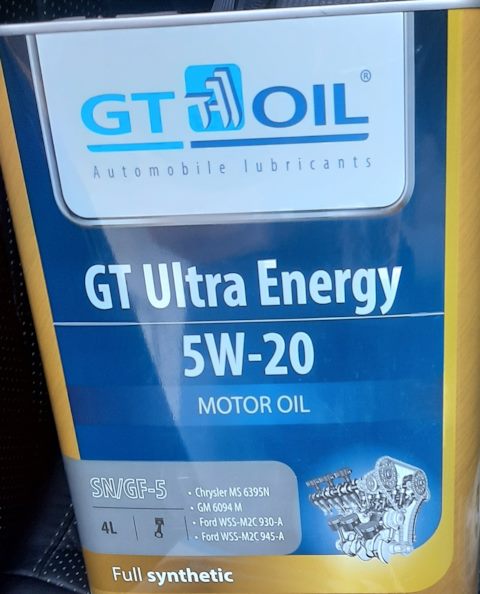 GT OIL®
Automobile lubricants
GT Ultra Energy
5W-20
MOTOR OIL
SN/GF-5
4L
• Chrysler MS 6395N
• GM 6094 M
• Ford WSS-M2C 930-A
• Ford WSS-M2C 945-A
Full synthetic